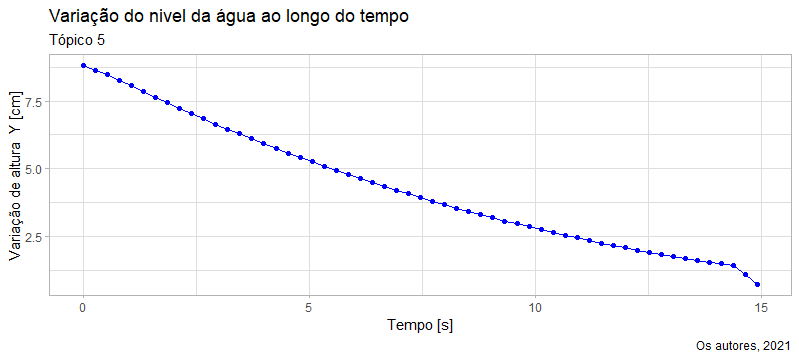 Variação do nivel da água ao longo do tempo
Tópico 5
Variação de altura Y [cm]
7.5
5.0
2.5
0
5
10
15
Tempo [s]
Os autores, 2021